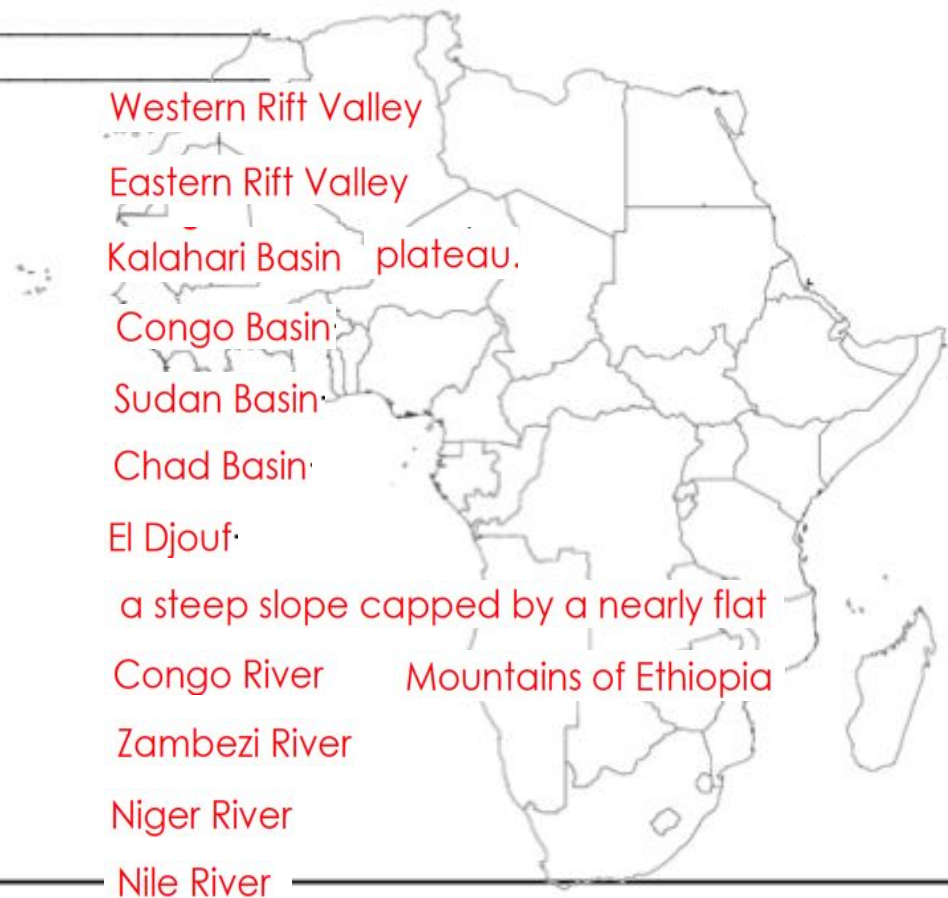 Western Rift Valley
Eastern Rift Valley
Kalahari Basin plateau.
Congo Basin
Sudan Basin
Chad Basin
El Djouf
a steep slope capped by a nearly flat
Congo River Mountains of Ethiopia
Zambezi River
Niger River
Nile River